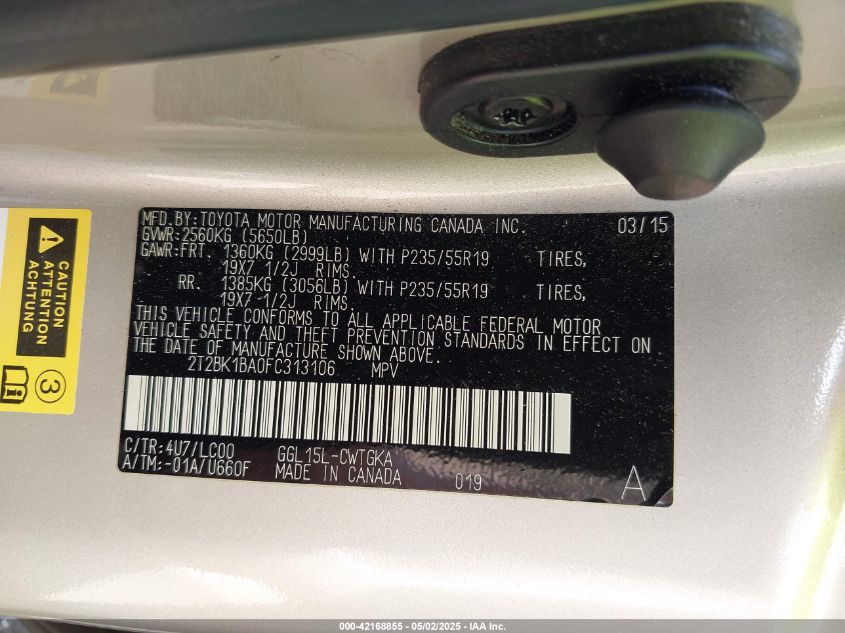 MFD.BY:TOYOTA MOTOR MANUFACTURING CANADA INC. 03/15
GVWR:2560KG (5650LB)
GAWR:FRT. 1360KG (2999LB) WITH P235/55R19 TIRES,
19X7 1/2J RIMS.
RR. 1385KG (3056LB) WITH P235/55R19 TIRES,
19X7 1/2J RIMS.
THIS VEHICLE CONFORMS TO ALL APPLICABLE FEDERAL MOTOR
VEHICLE SAFETY AND THEFT PREVENTION STANDARDS IN EFFECT ON
THE DATE OF MANUFACTURE SHOWN ABOVE.
2T2BK1BA0FC313106 MPV
C/TR:4U7/LC00 GGL15L-CWTGKA
A/TM:-01A/U660F MADE IN CANADA 019 A
3
000-42168855 — 05/02/2025 — IAA Inc.